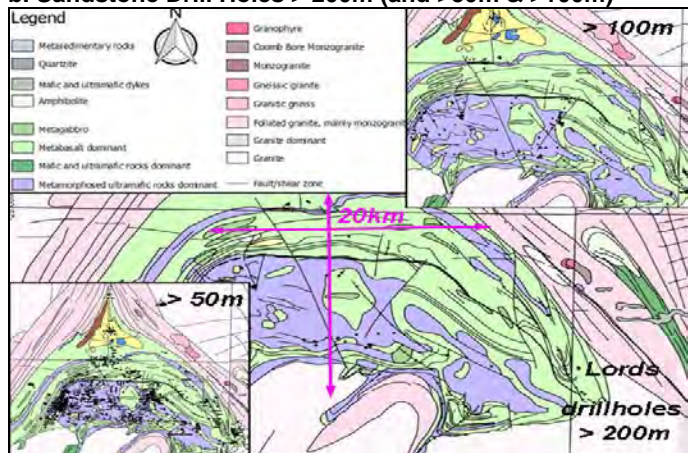 b. Sandstone Drill Holes > 200m (and >50m & >100m)
Legend
Metasedimentary rocks
Quartzite
Mafic and ultramafic dykes
Amphibolite
Metagabbro
Metabasalt dominant
Mafic and ultramafic rocks dominant
Metamorphosed ultramafic rocks dominant
N
Granophyre
Coomb Bore Monzogranite
Monzogranite
Gneissic granite
Granitic gneiss
Foliated granite, mainly monzogranit
Granite dominant
Granite
Fault/shear zone
> 100m
20km
> 50m
Lords
drillholes
> 200m